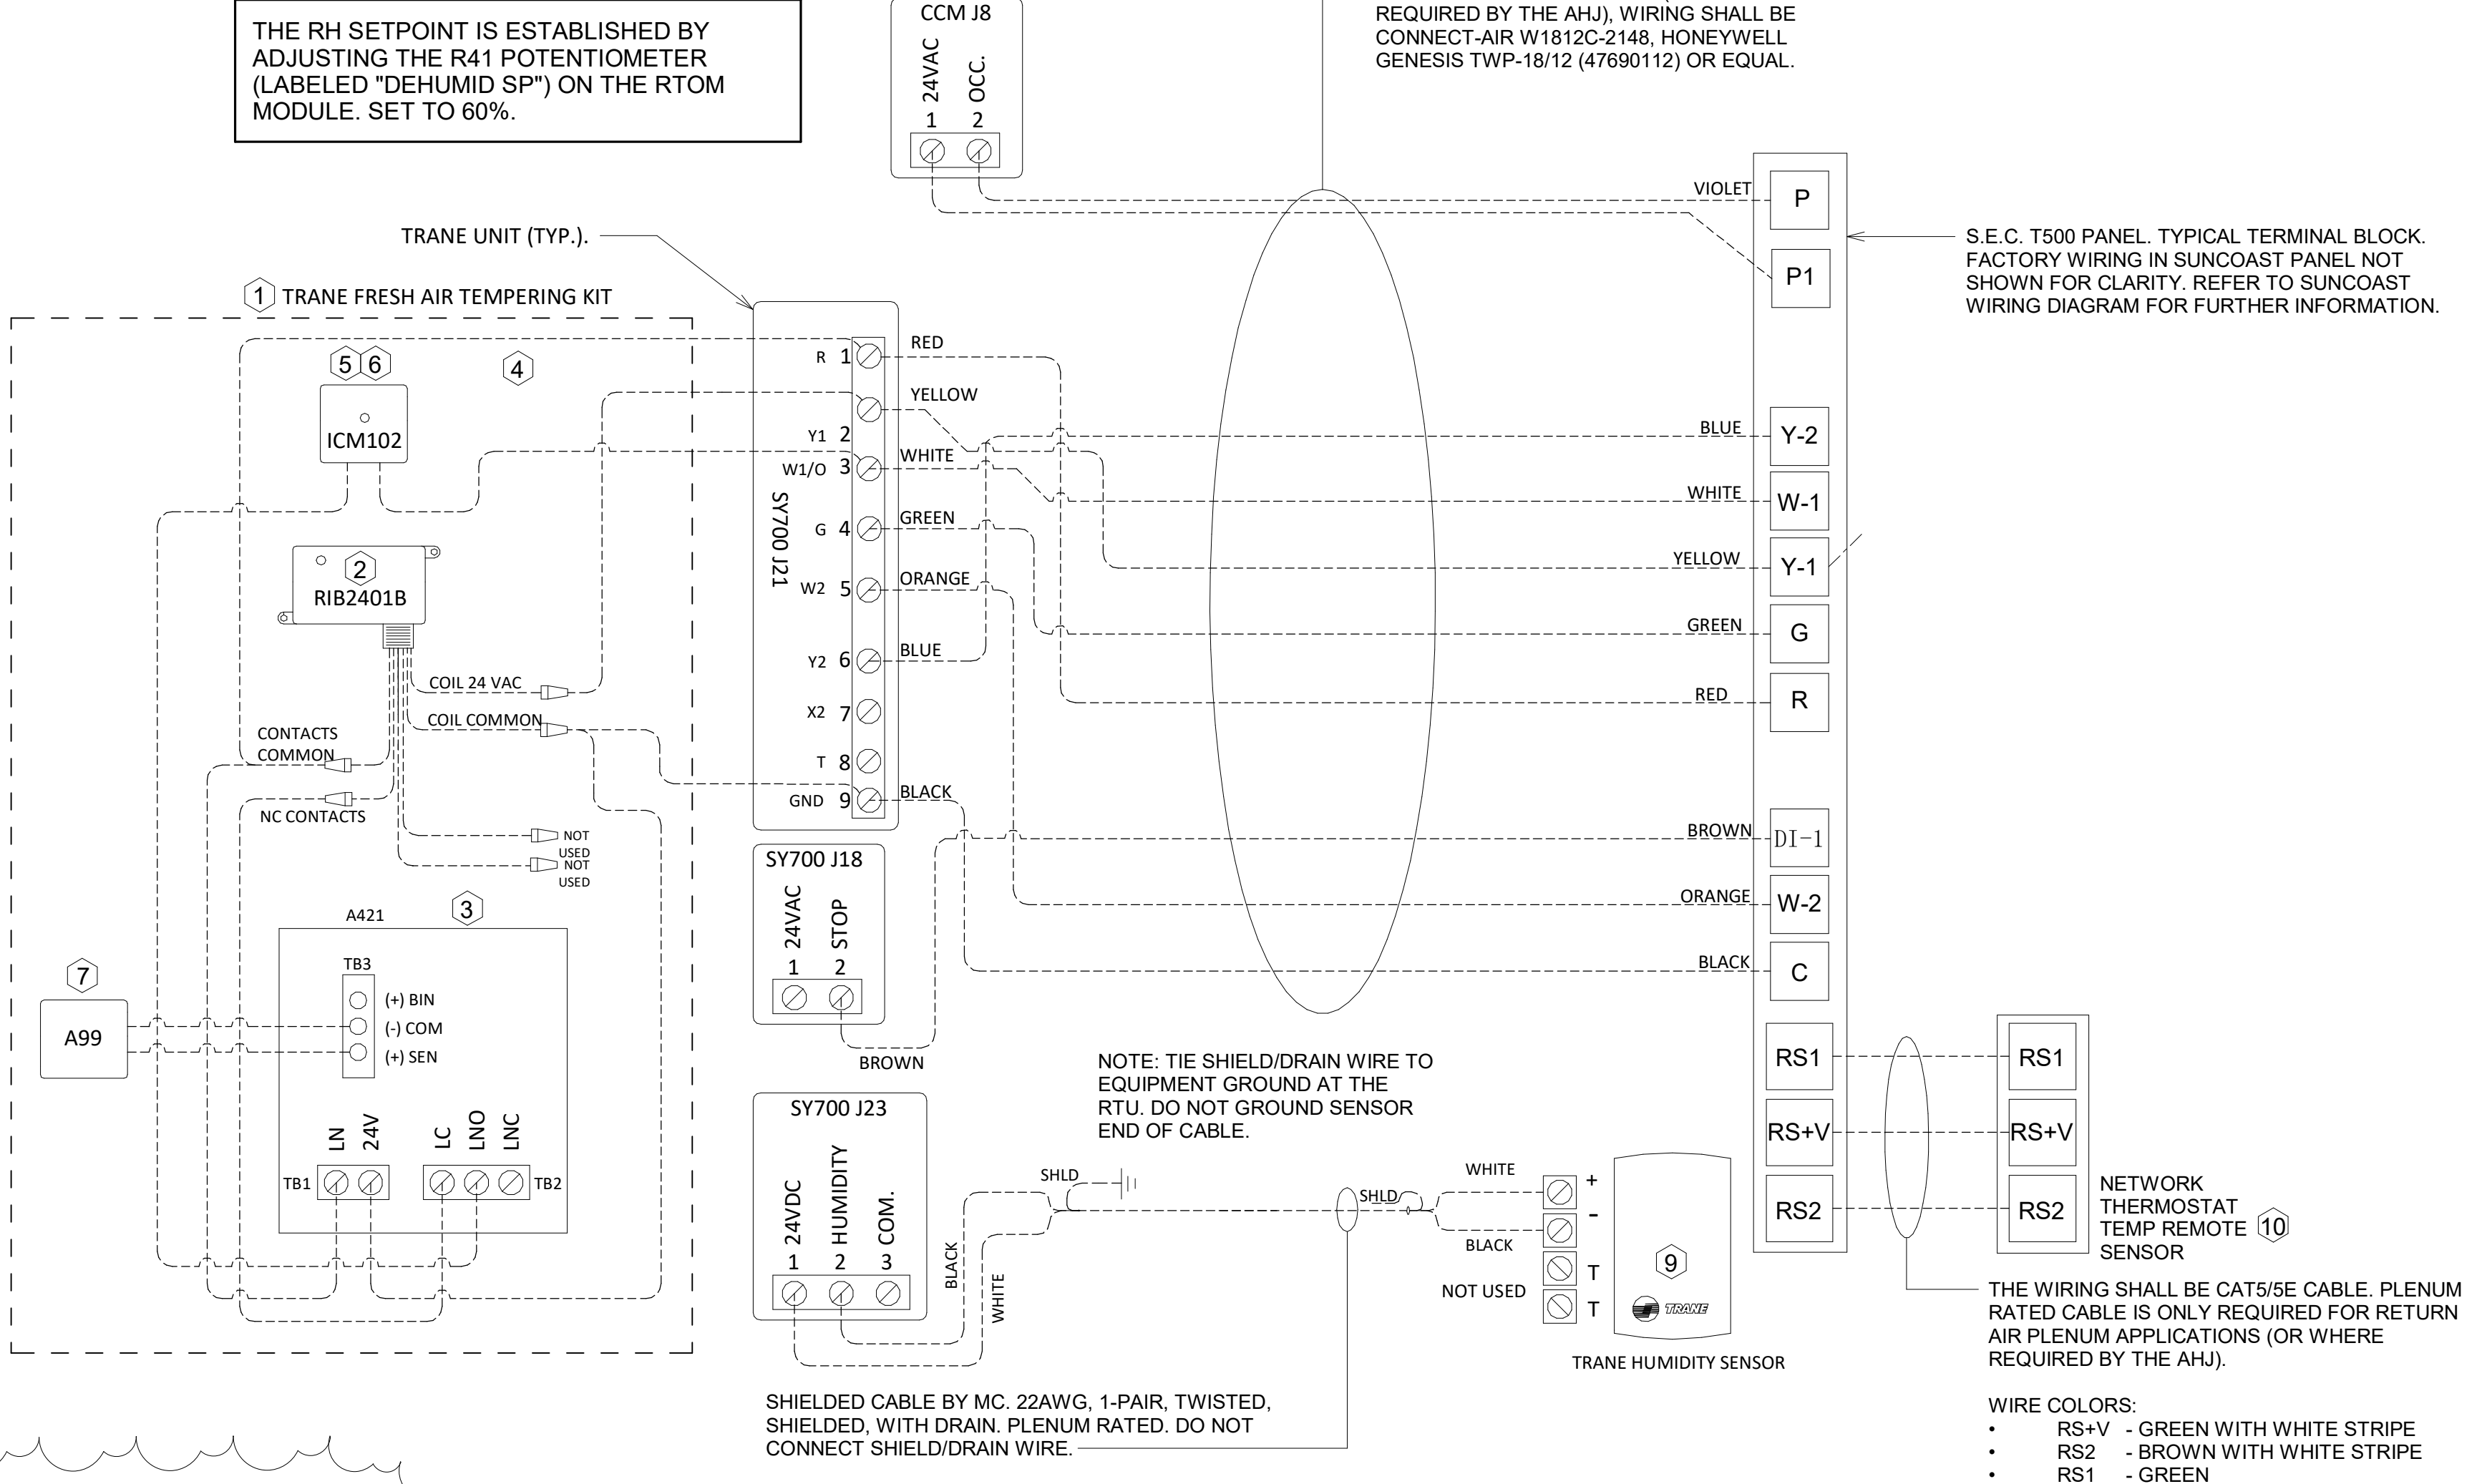 THE RH SETPOINT IS ESTABLISHED BY
ADJUSTING THE R41 POTENTIOMETER
(LABELED "DEHUMID SP") ON THE RTOM
MODULE. SET TO 60%.
CCM J8
24VAC
OCC.
1 2
REQUIRED BY THE AHJ), WIRING SHALL BE
CONNECT-AIR W1812C-2148, HONEYWELL
GENESIS TWP-18/12 (47690112) OR EQUAL.
TRANE UNIT (TYP.).
1 TRANE FRESH AIR TEMPERING KIT
5 6
4
ICM102
2
RIB2401B
COIL 24 VAC
COIL COMMON
CONTACTS
COMMON
NC CONTACTS
NOT
USED
NOT
USED
A421
3
7
A99
TB3
(+) BIN
(-) COM
(+) SEN
LN
24V
LC
LNO
LNC
TB1
TB2
SY700 J21
R 1 RED
YELLOW
Y1 2
W1/O 3 WHITE
G 4 GREEN
W2 5 ORANGE
Y2 6 BLUE
X2 7
T 8
GND 9 BLACK
SY700 J18
24VAC
STOP
1 2
BROWN
SY700 J23
24VDC
HUMIDITY
COM.
1 2 3
BLACK
WHITE
NOTE: TIE SHIELD/DRAIN WIRE TO
EQUIPMENT GROUND AT THE
RTU. DO NOT GROUND SENSOR
END OF CABLE.
SHLD
SHLD
WHITE
BLACK
NOT USED
+
-
T
T
9
TRANE
TRANE HUMIDITY SENSOR
SHIELDED CABLE BY MC. 22AWG, 1-PAIR, TWISTED,
SHIELDED, WITH DRAIN. PLENUM RATED. DO NOT
CONNECT SHIELD/DRAIN WIRE.
VIOLET P
P1
BLUE Y-2
WHITE W-1
YELLOW Y-1
GREEN G
RED R
BROWN DI-1
ORANGE W-2
BLACK C
RS1
RS+V
RS2
S.E.C. T500 PANEL. TYPICAL TERMINAL BLOCK.
FACTORY WIRING IN SUNCOAST PANEL NOT
SHOWN FOR CLARITY. REFER TO SUNCOAST
WIRING DIAGRAM FOR FURTHER INFORMATION.
RS1
RS+V
RS2
NETWORK
THERMOSTAT
TEMP REMOTE 10
SENSOR
THE WIRING SHALL BE CAT5/5E CABLE. PLENUM
RATED CABLE IS ONLY REQUIRED FOR RETURN
AIR PLENUM APPLICATIONS (OR WHERE
REQUIRED BY THE AHJ).
WIRE COLORS:
• RS+V - GREEN WITH WHITE STRIPE
• RS2 - BROWN WITH WHITE STRIPE
• RS1 - GREEN